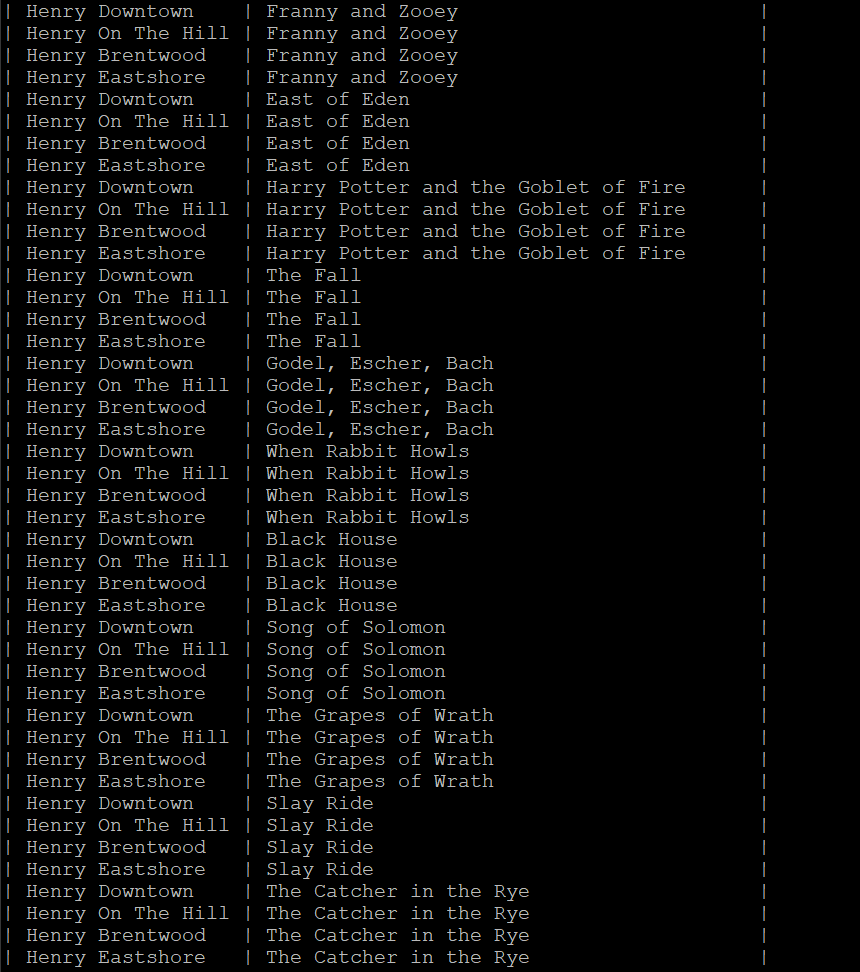 | Henry Downtown    | Franny and Zooey                         |
| Henry On The Hill | Franny and Zooey                         |
| Henry Brentwood   | Franny and Zooey                         |
| Henry Eastshore   | Franny and Zooey                         |
| Henry Downtown    | East of Eden                             |
| Henry On The Hill | East of Eden                             |
| Henry Brentwood   | East of Eden                             |
| Henry Eastshore   | East of Eden                             |
| Henry Downtown    | Harry Potter and the Goblet of Fire      |
| Henry On The Hill | Harry Potter and the Goblet of Fire      |
| Henry Brentwood   | Harry Potter and the Goblet of Fire      |
| Henry Eastshore   | Harry Potter and the Goblet of Fire      |
| Henry Downtown    | The Fall                                 |
| Henry On The Hill | The Fall                                 |
| Henry Brentwood   | The Fall                                 |
| Henry Eastshore   | The Fall                                 |
| Henry Downtown    | Godel, Escher, Bach                      |
| Henry On The Hill | Godel, Escher, Bach                      |
| Henry Brentwood   | Godel, Escher, Bach                      |
| Henry Eastshore   | Godel, Escher, Bach                      |
| Henry Downtown    | When Rabbit Howls                        |
| Henry On The Hill | When Rabbit Howls                        |
| Henry Brentwood   | When Rabbit Howls                        |
| Henry Eastshore   | When Rabbit Howls                        |
| Henry Downtown    | Black House                              |
| Henry On The Hill | Black House                              |
| Henry Brentwood   | Black House                              |
| Henry Eastshore   | Black House                              |
| Henry Downtown    | Song of Solomon                          |
| Henry On The Hill | Song of Solomon                          |
| Henry Brentwood   | Song of Solomon                          |
| Henry Eastshore   | Song of Solomon                          |
| Henry Downtown    | The Grapes of Wrath                      |
| Henry On The Hill | The Grapes of Wrath                      |
| Henry Brentwood   | The Grapes of Wrath                      |
| Henry Eastshore   | The Grapes of Wrath                      |
| Henry Downtown    | Slay Ride                                |
| Henry On The Hill | Slay Ride                                |
| Henry Brentwood   | Slay Ride                                |
| Henry Eastshore   | Slay Ride                                |
| Henry Downtown    | The Catcher in the Rye                   |
| Henry On The Hill | The Catcher in the Rye                   |
| Henry Brentwood   | The Catcher in the Rye                   |
| Henry Eastshore   | The Catcher in the Rye                   |